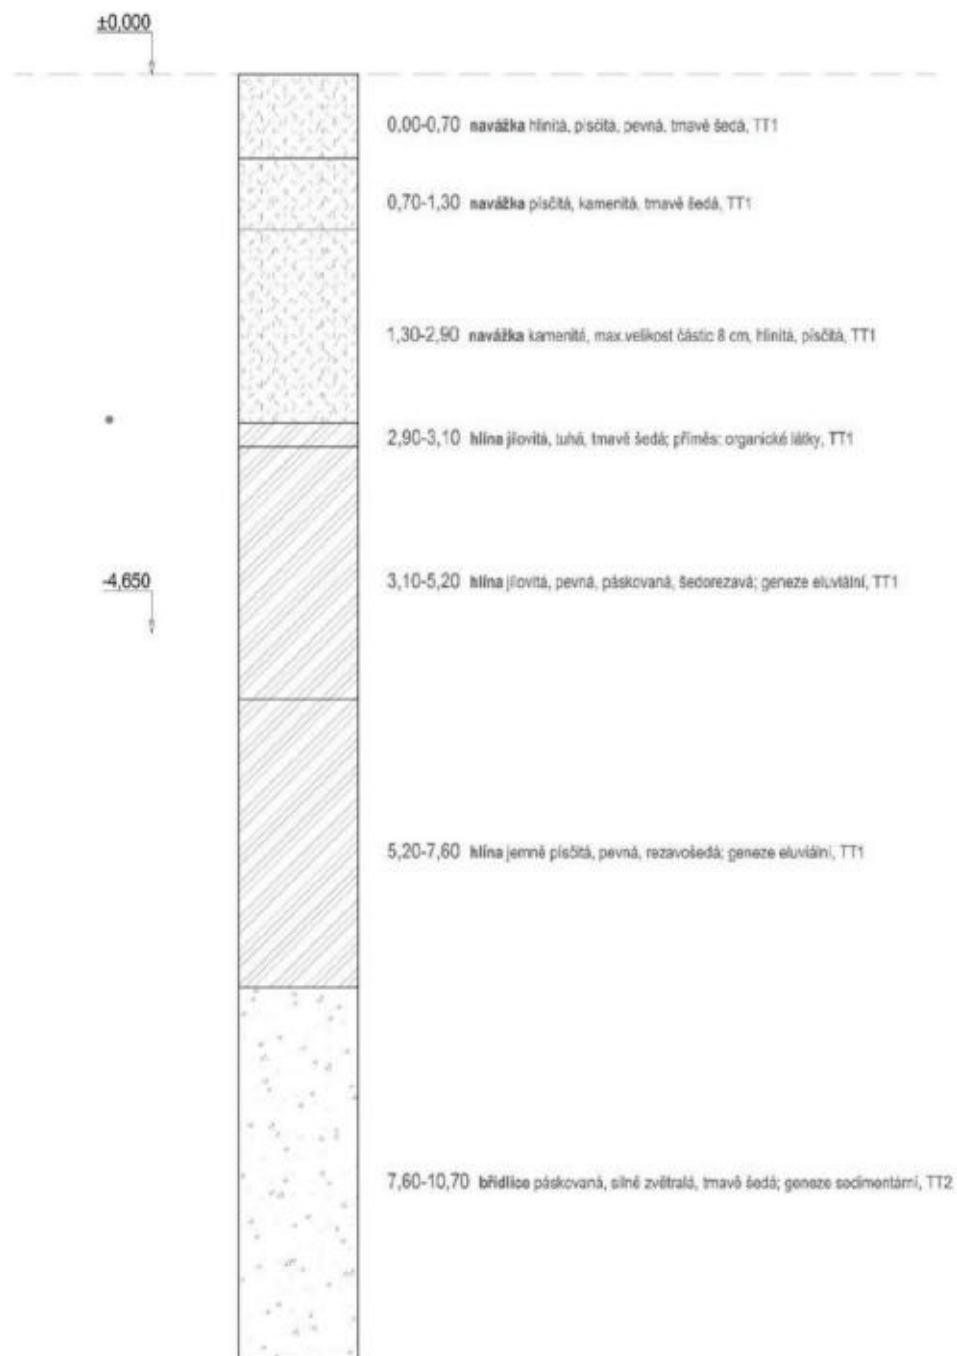 ±0,000
0,00-0,70 navážka hlinitá, písčitá, pevná, tmavě šedá, TT1
0,70-1,30 navážka písčitá, kamenitá, tmavě šedá, TT1
1,30-2,90 navážka kamenitá, max.velikost částic 8 cm, hlinitá, písčitá, TT1
2,90-3,10 hlína jílovitá, tuhá, tmavě šedá; příměs: organické látky, TT1
-4,650
3,10-5,20 hlína jílovitá, pevná, páskovaná, šedorezavá; geneze eluviální, TT1
5,20-7,60 hlína jemně písčitá, pevná, rezavošedá; geneze eluviální, TT1
7,60-10,70 břidlice páskovaná, silně zvětralá, tmavě šedá; geneze sedimentární, TT2